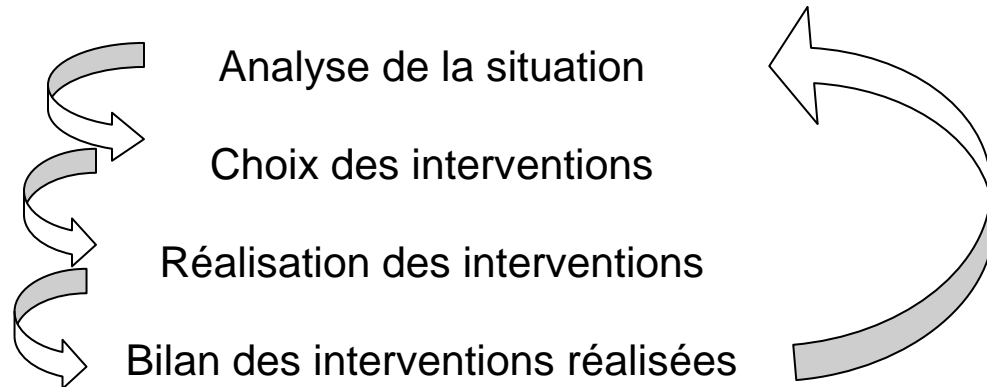 Analyse de la situation
Choix des interventions
Réalisation des interventions
Bilan des interventions réalisées